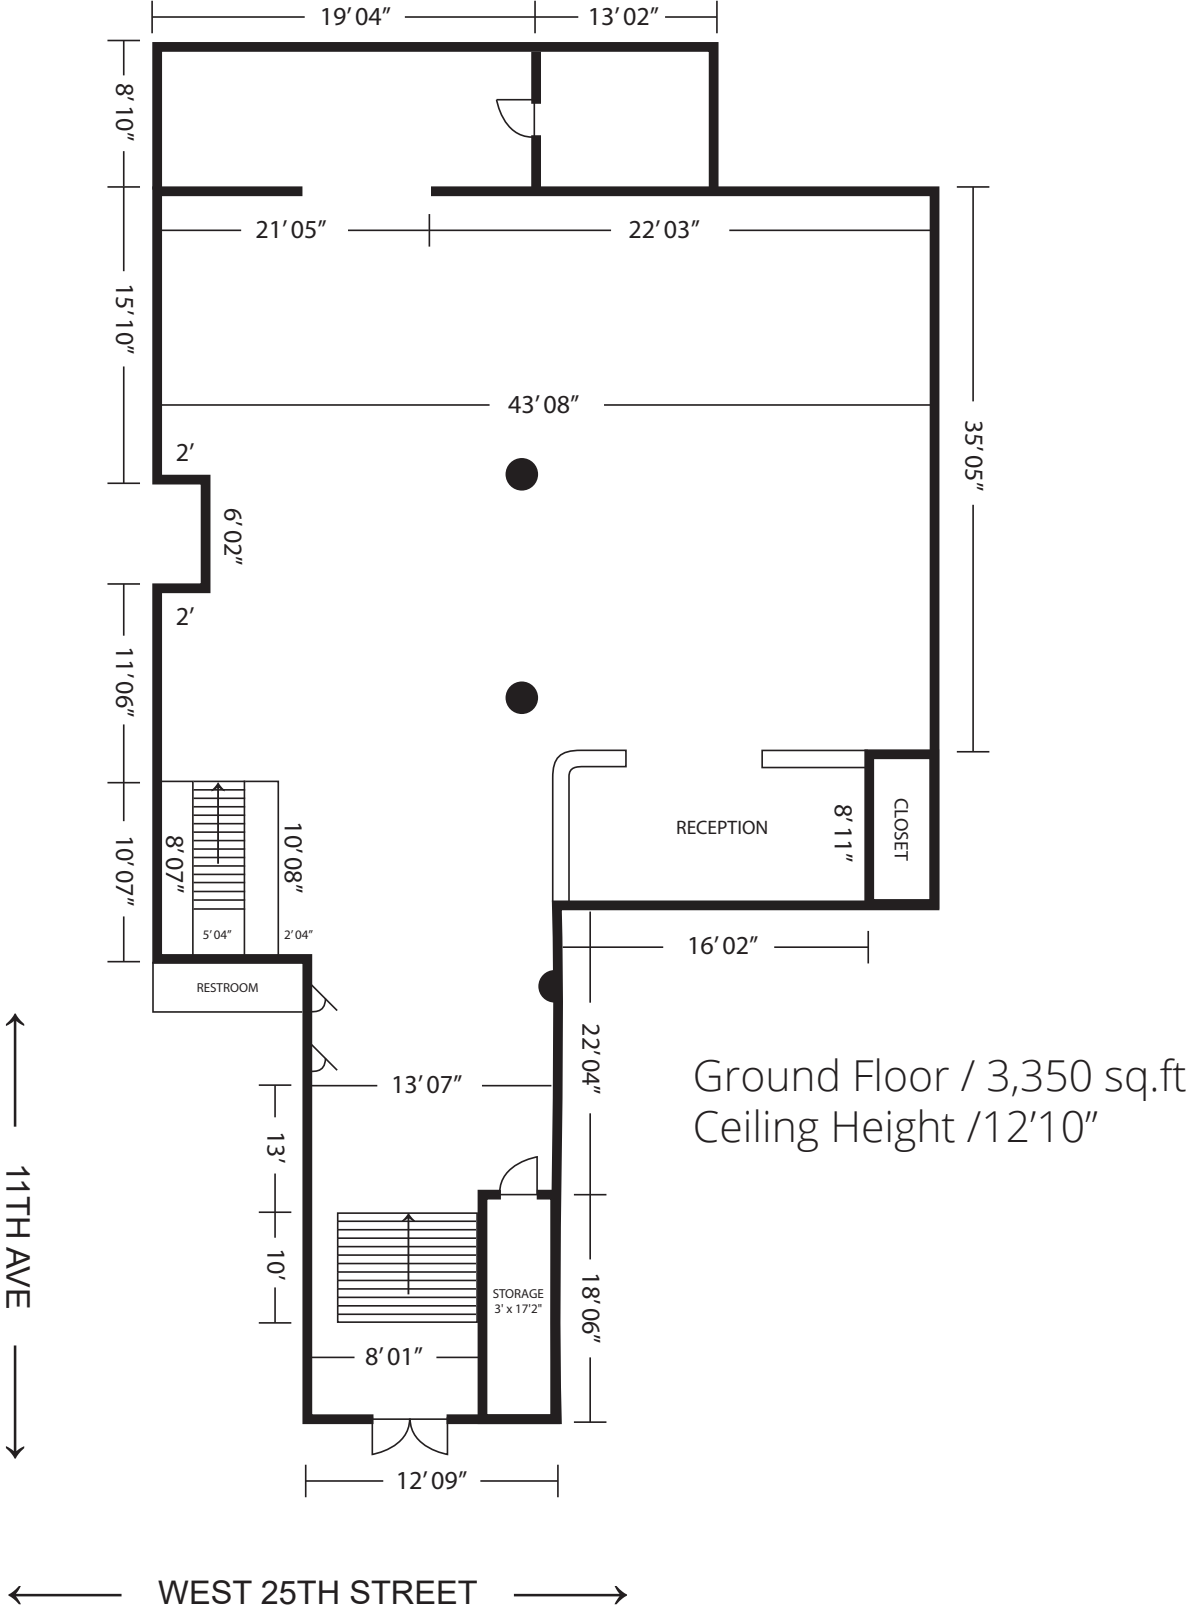 19'04” 13'02”
8'10”
21'05” 22'03”
15'10”
43'08”
35'05”
2'
6'02”
2'
11'06”
RECEPTION
8'11”
CLOSET
10'07”
8'07”
10'08”
5'04” 2'04”
16'02”
RESTROOM
22'04”
Ground Floor / 3,350 sq.ft
Ceiling Height /12’10”
13'07”
13'
11TH AVE
10'
STORAGE
3' x 17'2"
18'06”
8'01”
12'09”
WEST 25TH STREET